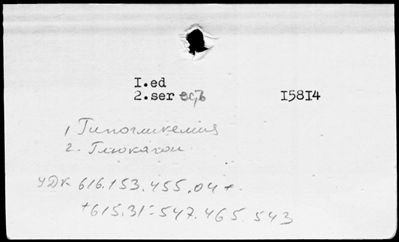 I.ed
2.ser I58I4
1 Гипогликемия
2. Глюкагон
УДК 616.153.455.04+
+615.31:547.465.543